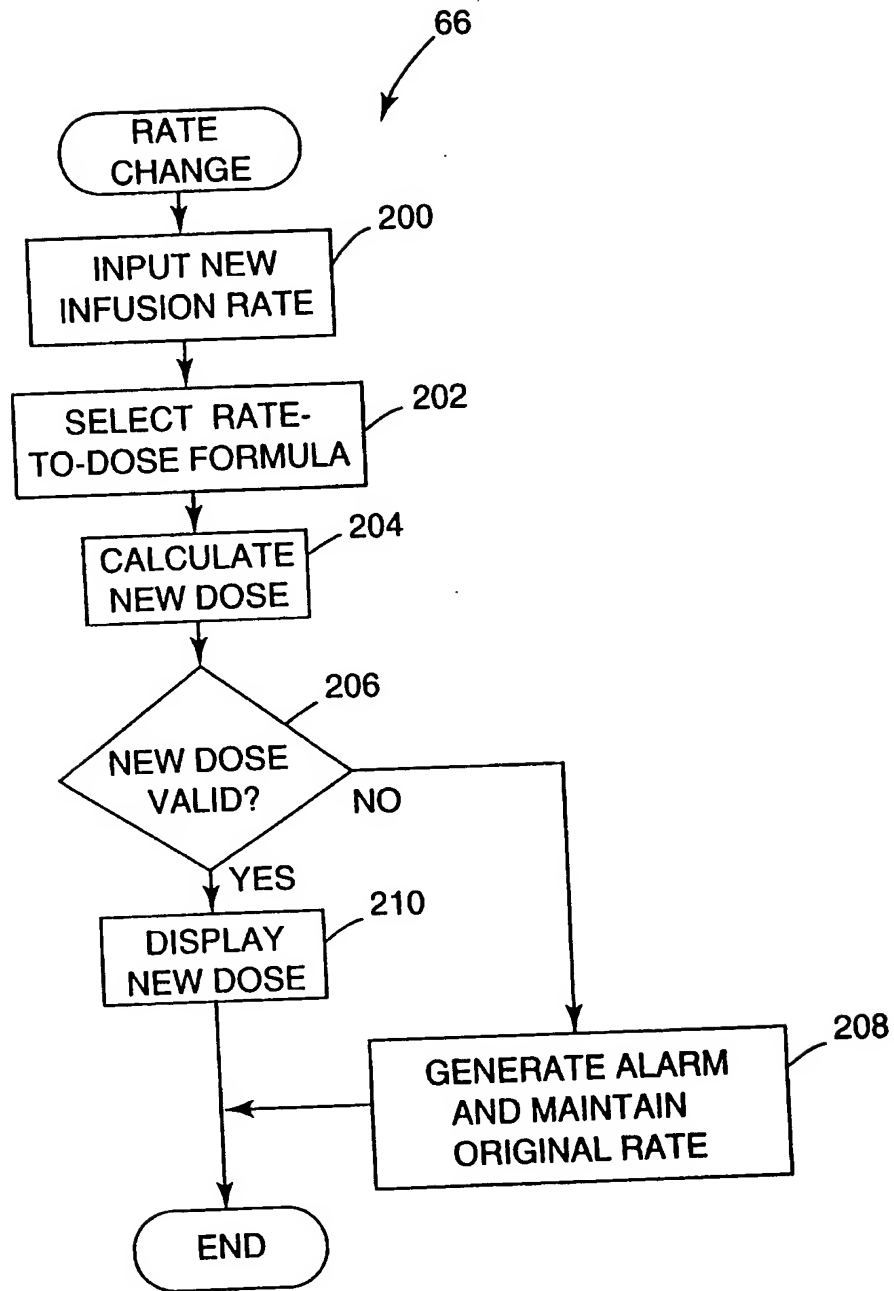 66
RATE
CHANGE
200
INPUT NEW
INFUSION RATE
202
SELECT RATE-
TO-DOSE FORMULA
204
CALCULATE
NEW DOSE
206
NEW DOSE
VALID?
NO
YES
210
DISPLAY
NEW DOSE
208
GENERATE ALARM
AND MAINTAIN
ORIGINAL RATE
END